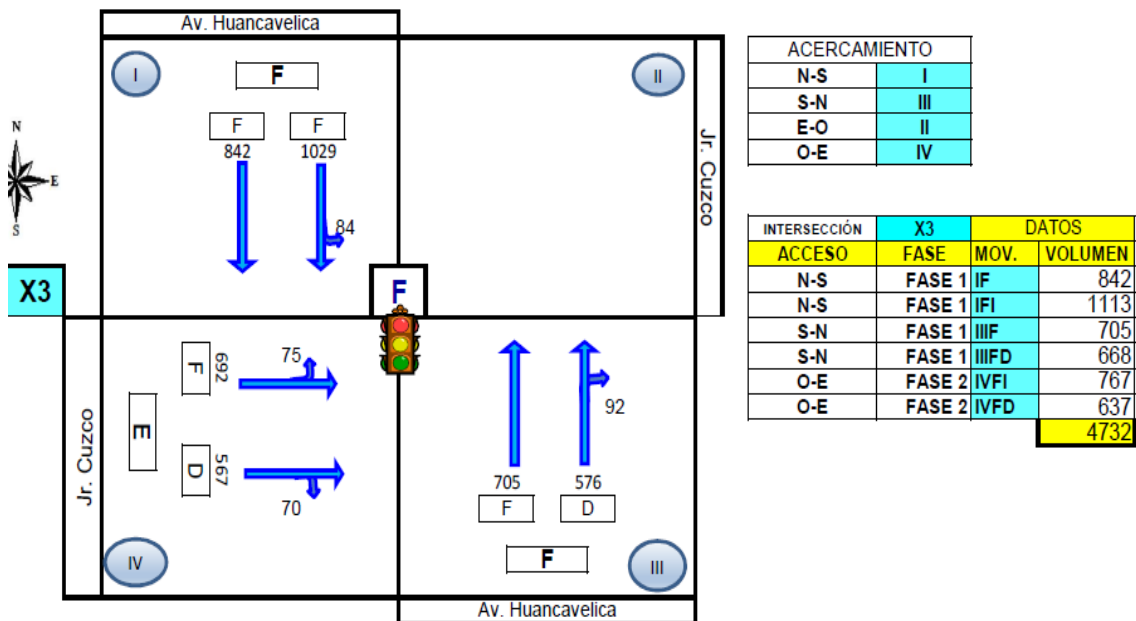 Av. Huancavelica
I
F
II
F F
842 1029
84
N
E
S
Jr. Cuzco
X3
F
F
692
75
E
D
567
70
Jr. Cuzco
92
705 576
F D
F
IV
III
Av. Huancavelica
ACERCAMIENTO
N-S I
S-N III
E-O II
O-E IV
INTERSECCIÓN X3 DATOS
ACCESO FASE MOV. VOLUMEN
N-S FASE 1 IF 842
N-S FASE 1 IFI 1113
S-N FASE 1 IIIF 705
S-N FASE 1 IIIFD 668
O-E FASE 2 IVFI 767
O-E FASE 2 IVFD 637
4732